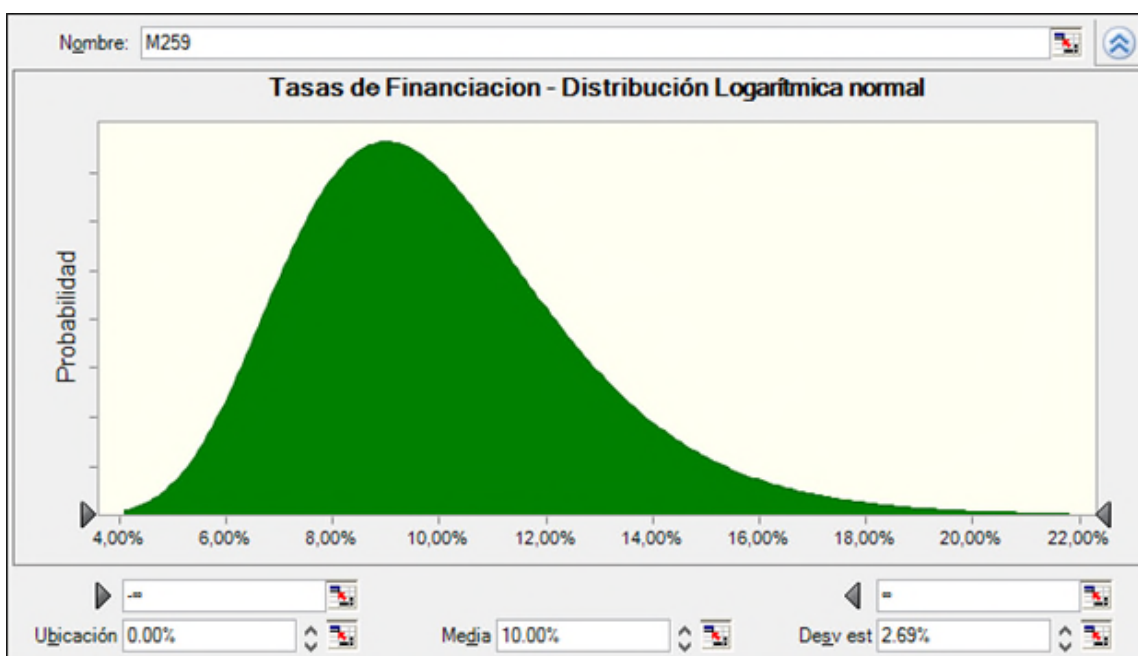 Nombre: M259
Tasas de Financiacion - Distribución Logarítmica normal
Probabilidad
4,00% 6,00% 8,00% 10,00% 12,00% 14,00% 16,00% 18,00% 20,00% 22,00%
-∞ ∞
Ubicación 0.00% Media 10.00% Desv est 2.69%